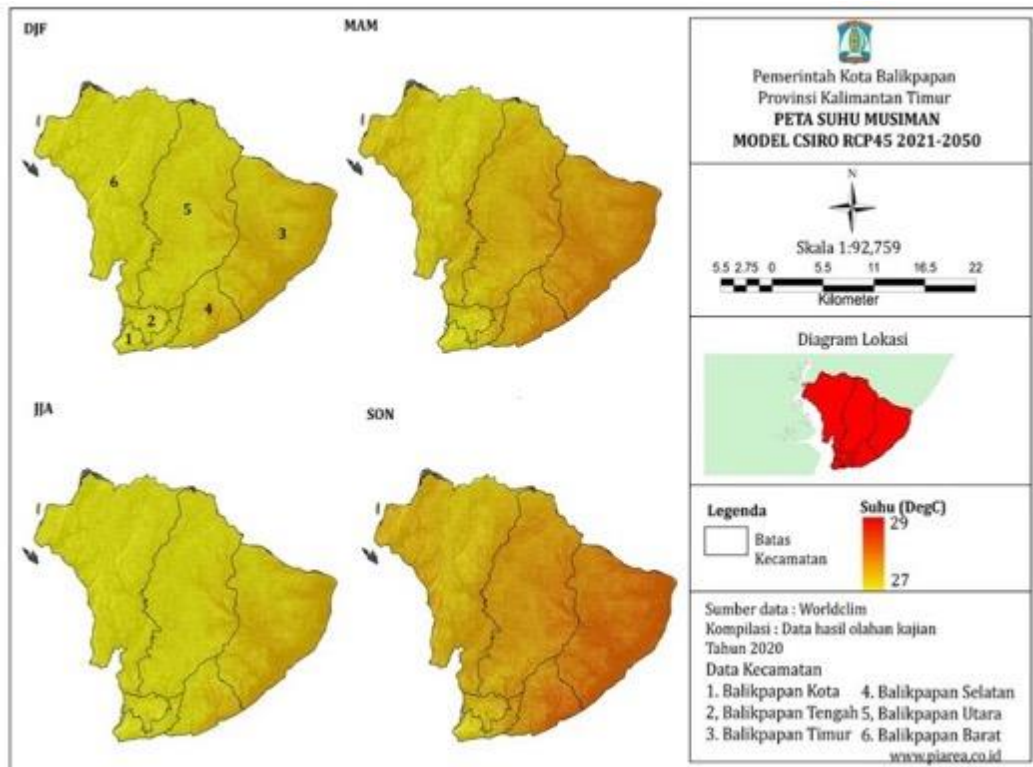 DJF
MAM
6
5
3
4
2
1
JJA
SON
Pemerintah Kota Balikpapan
Provinsi Kalimantan Timur
PETA SUHU MUSIMAN
MODEL CSIRO RCP45 2021-2050
N
Skala 1:92,759
5.5 2.75 0 5.5 11 16.5 22
Kilometer
Diagram Lokasi
Legenda
Batas
Kecamatan
Suhu (DegC)
29
27
Sumber data : Worldclim
Kompilasi : Data hasil olahan kajian
Tahun 2020
Data Kecamatan
1. Balikpapan Kota 4. Balikpapan Selatan
2, Balikpapan Tengah 5, Balikpapan Utara
3. Balikpapan Timur 6. Balikpapan Barat
www.piarea.co.id